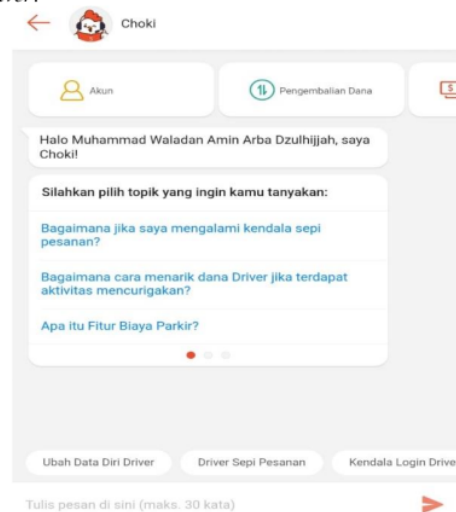 Choki
Akun
Pengembalian Dana
Halo Muhammad Waladan Amin Arba Dzulhijjah, saya
Choki!
Silahkan pilih topik yang ingin kamu tanyakan:
Bagaimana jika saya mengalami kendala sepi
pesanan?
Bagaimana cara menarik dana Driver jika terdapat
aktivitas mencurigakan?
Apa itu Fitur Biaya Parkir?
Ubah Data Diri Driver
Driver Sepi Pesanan
Kendala Login Drive
Tulis pesan di sini (maks. 30 kata)